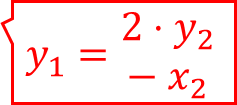 y₁ = 2 · y₂
− x₂